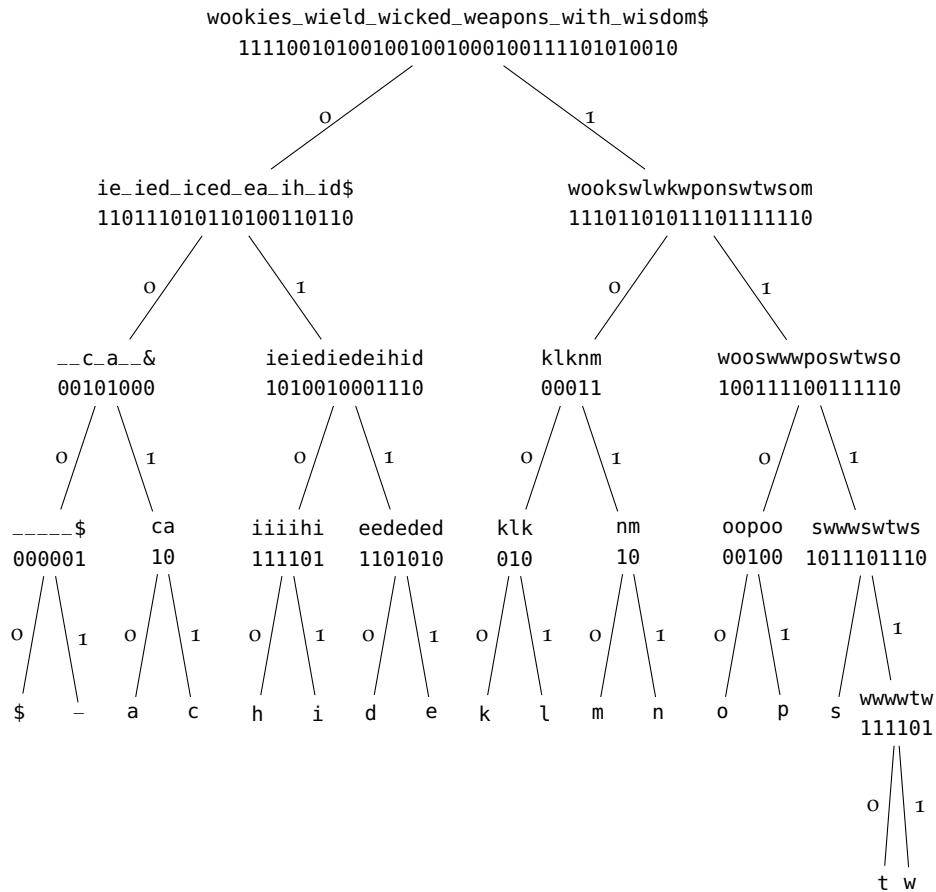 wookies_wield_wicked_weapons_with_wisdom$
111100101001001001000100111101010010
0 1
ie_ied_iced_ea_ih_id$ wookswlwkwponswtwsom
110111010110100110110 11101101011101111110
0 1 0 1
__c_a__& ieiediedeihid klknm wooswwwposwtwso
00101000 1010010001110 00011 100111100111110
0 1 0 1 0 1 0 1
_____$ ca iiiihi eededed klk nm oopoo swwwswtws
000001 10 111101 1101010 010 10 00100 1011101110
0 1 0 1 0 1 0 1 0 1 0 1 0 1 1
$ _ a c h i d e k l m n o p s wwwwtw
111101
0 1
t w